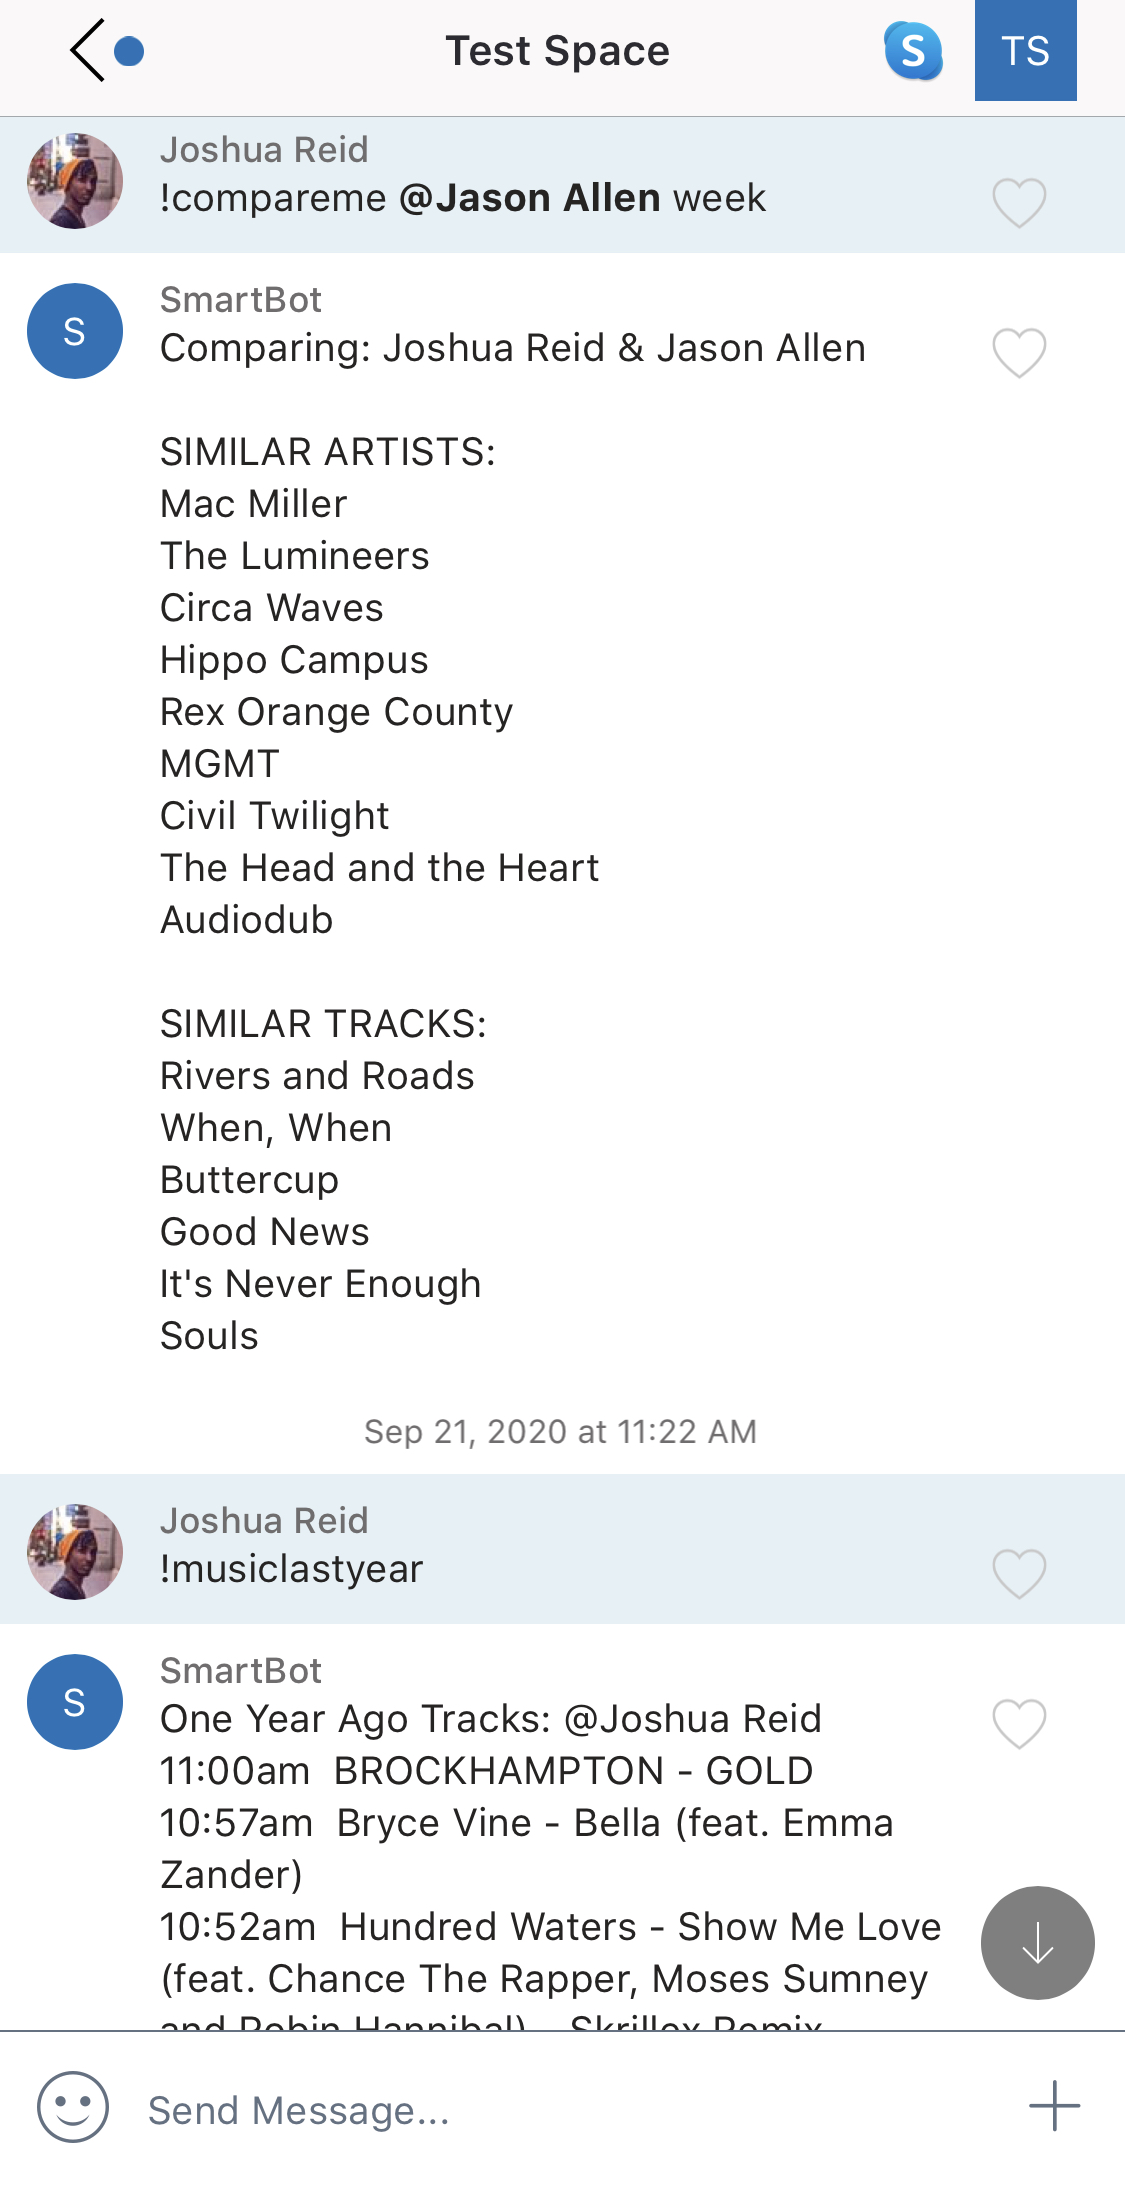 Test Space
S
TS
Joshua Reid
!compareme @Jason Allen week
S
SmartBot
Comparing: Joshua Reid & Jason Allen
SIMILAR ARTISTS:
Mac Miller
The Lumineers
Circa Waves
Hippo Campus
Rex Orange County
MGMT
Civil Twilight
The Head and the Heart
Audiodub
SIMILAR TRACKS:
Rivers and Roads
When, When
Buttercup
Good News
It's Never Enough
Souls
Sep 21, 2020 at 11:22 AM
Joshua Reid
!musiclastyear
S
SmartBot
One Year Ago Tracks: @Joshua Reid
11:00am  BROCKHAMPTON - GOLD
10:57am  Bryce Vine - Bella (feat. Emma
Zander)
10:52am  Hundred Waters - Show Me Love
(feat. Chance The Rapper, Moses Sumney
and Robin Hannibal) - Skrillex Remix
Send Message...